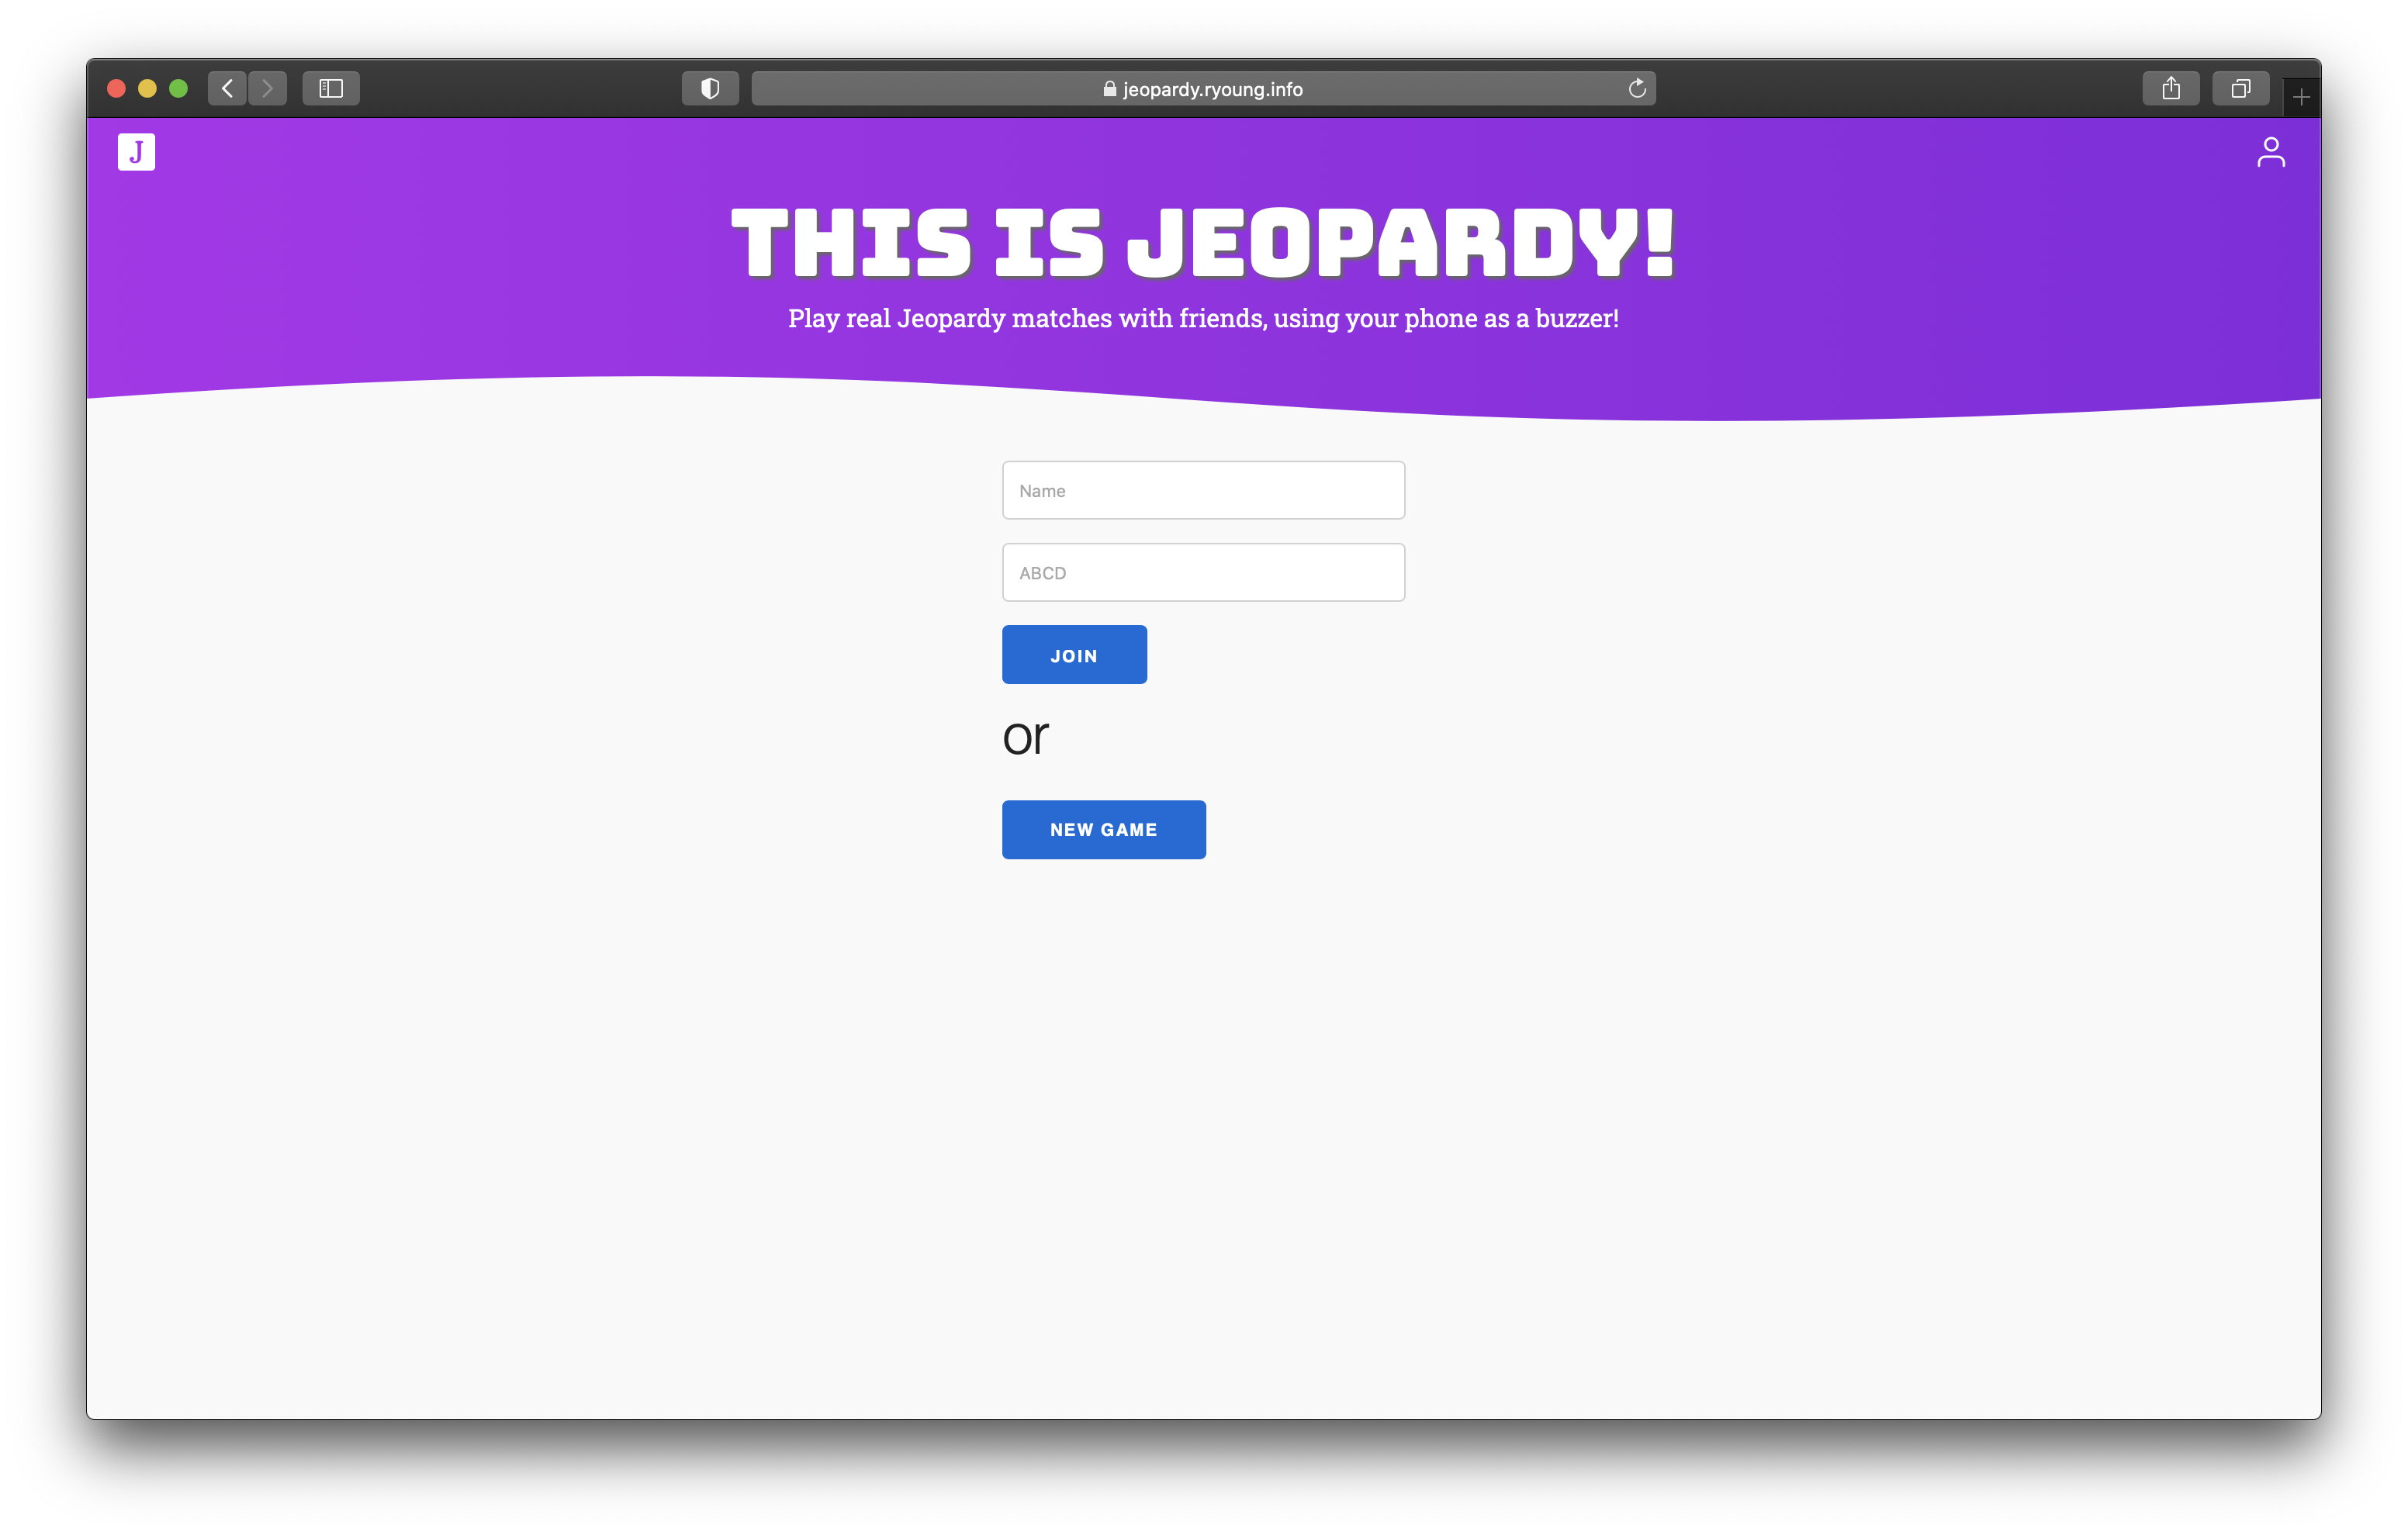 jeopardy.ryoung.info
J
THIS IS JEOPARDY!
Play real Jeopardy matches with friends, using your phone as a buzzer!
Name
ABCD
JOIN
or
NEW GAME